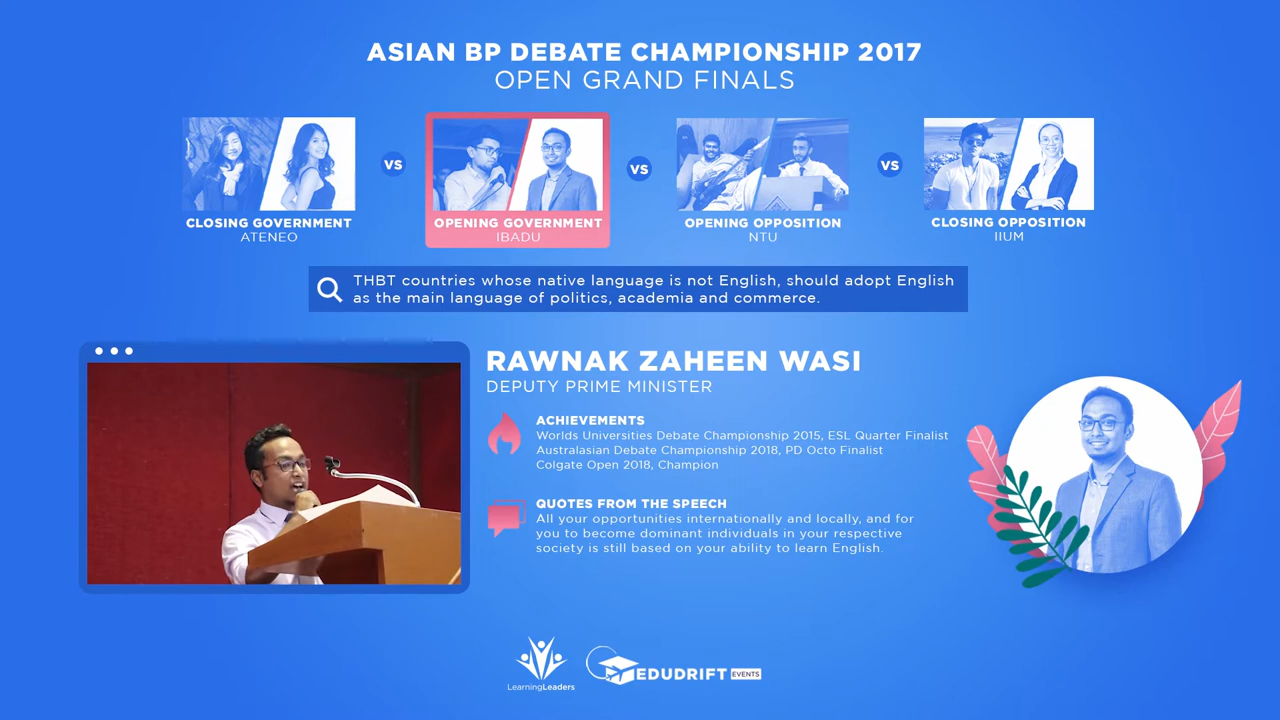 ASIAN BP DEBATE CHAMPIONSHIP 2017
OPEN GRAND FINALS
VS
VS
VS
CLOSING GOVERNMENT
ATENEO
OPENING GOVERNMENT
IBADU
OPENING OPPOSITION
NTU
CLOSING OPPOSITION
IIUM
THBT countries whose native language is not English, should adopt English
as the main language of politics, academia and commerce.
RAWNAK ZAHEEN WASI
DEPUTY PRIME MINISTER
ACHIEVEMENTS
Worlds Universities Debate Championship 2015, ESL Quarter Finalist
Australasian Debate Championship 2018, PD Octo Finalist
Colgate Open 2018, Champion
QUOTES FROM THE SPEECH
All your opportunities internationally and locally, and for
you to become dominant individuals in your respective
society is still based on your ability to learn English.
LearningLeaders
EDUDRIFT EVENTS